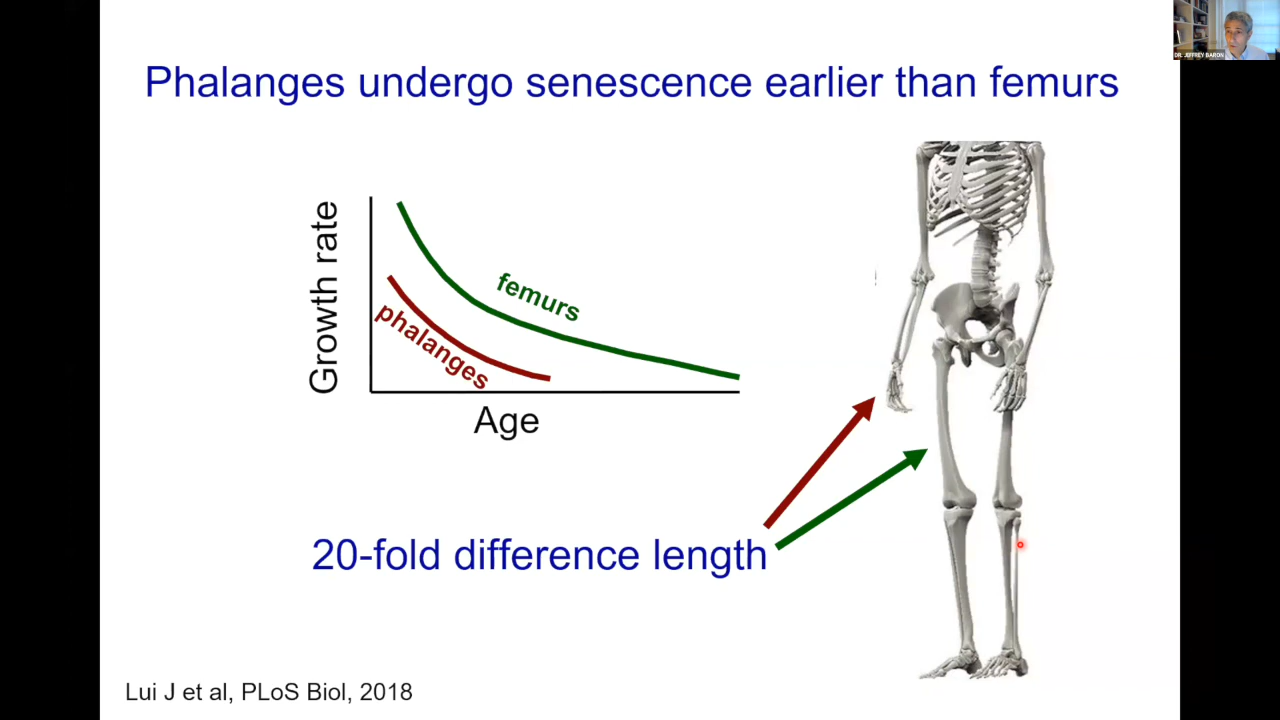 DR. JEFFREY BARON
Phalanges undergo senescence earlier than femurs
Growth rate
femurs
phalanges
Age
20-fold difference length
Lui J et al, PLoS Biol, 2018